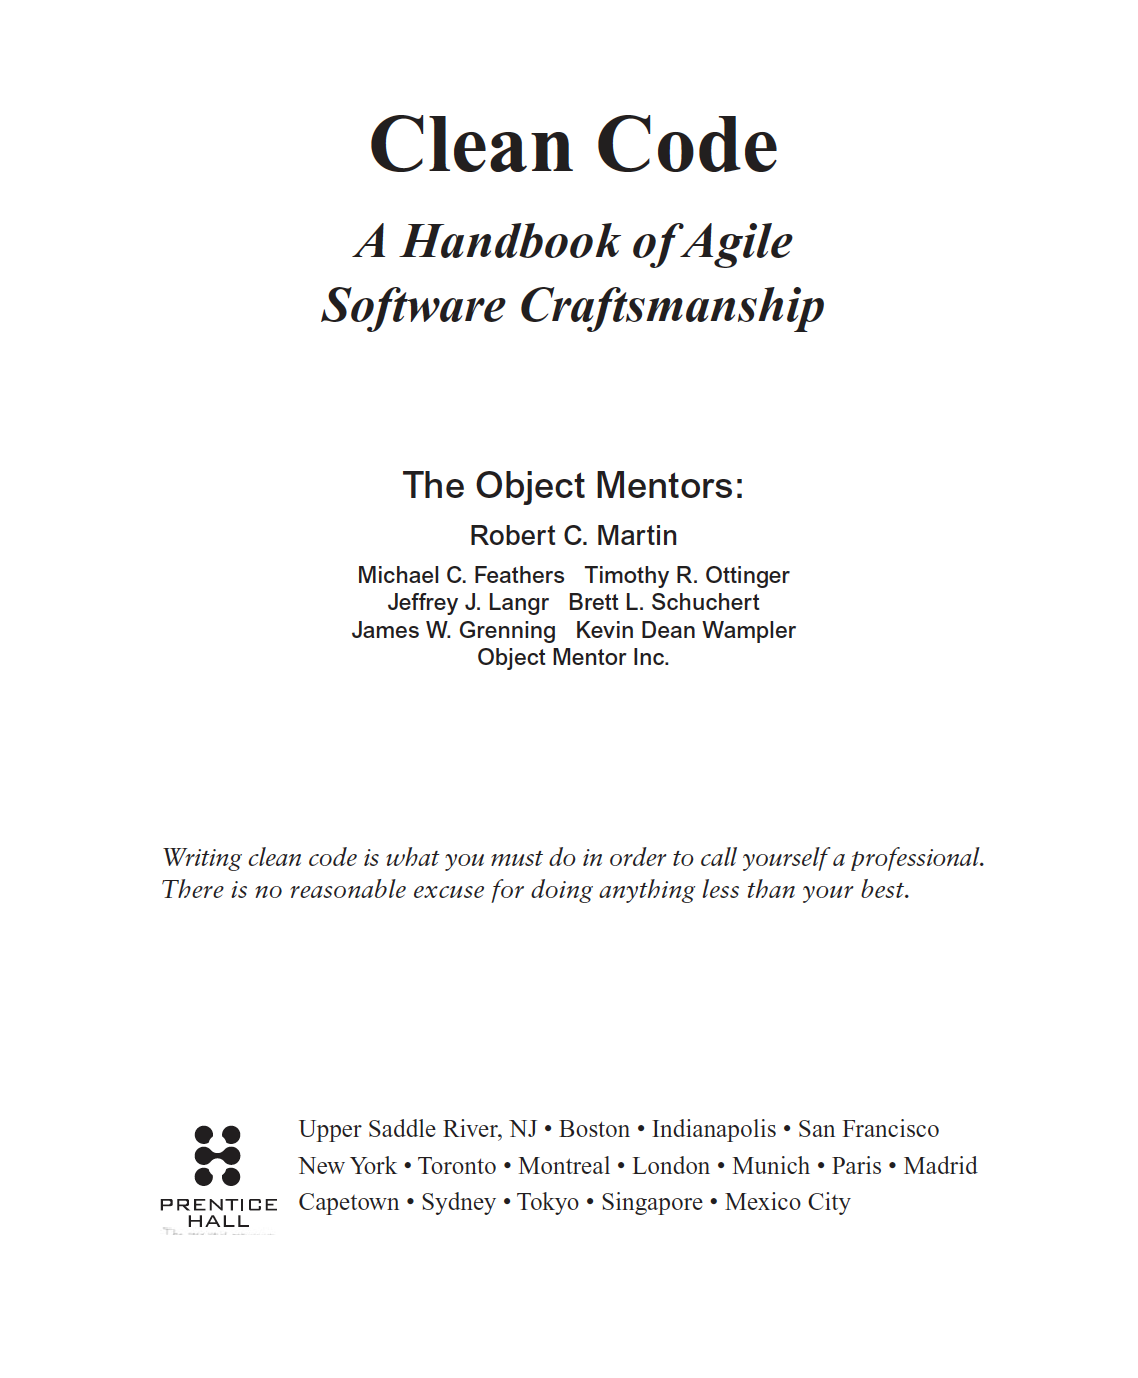 Clean Code
A Handbook of Agile
Software Craftsmanship
The Object Mentors:
Robert C. Martin
Michael C. Feathers Timothy R. Ottinger
Jeffrey J. Langr Brett L. Schuchert
James W. Grenning Kevin Dean Wampler
Object Mentor Inc.
Writing clean code is what you must do in order to call yourself a professional.
There is no reasonable excuse for doing anything less than your best.
Upper Saddle River, NJ • Boston • Indianapolis • San Francisco
New York • Toronto • Montreal • London • Munich • Paris • Madrid
Capetown • Sydney • Tokyo • Singapore • Mexico City
PRENTICE
HALL